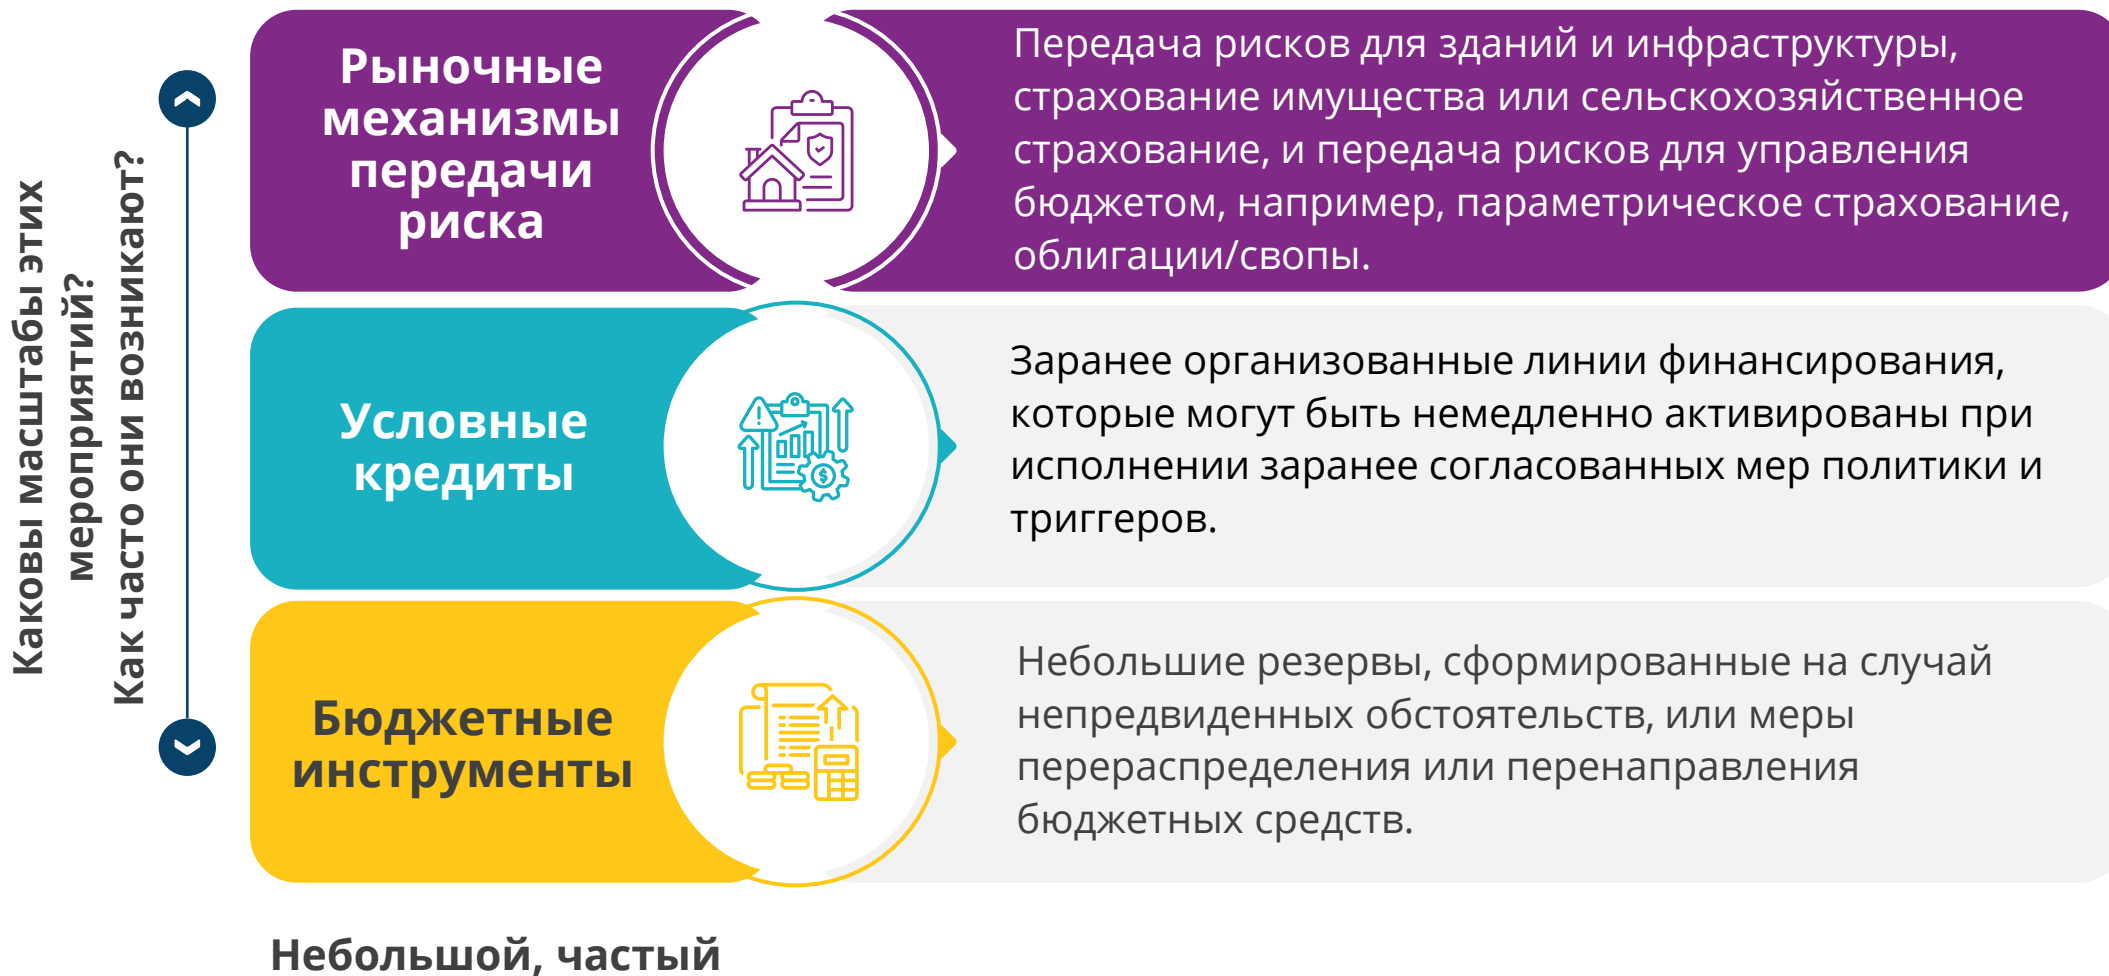 Каковы масштабы этих
мероприятий?
Как часто они возникают?
Рыночные
механизмы
передачи
риска
Передача рисков для зданий и инфраструктуры,
страхование имущества или сельскохозяйственное
страхование, и передача рисков для управления
бюджетом, например, параметрическое страхование,
облигации/свопы.
Условные
кредиты
Заранее организованные линии финансирования,
которые могут быть немедленно активированы при
исполнении заранее согласованных мер политики и
триггеров.
Бюджетные
инструменты
Небольшие резервы, сформированные на случай
непредвиденных обстоятельств, или меры
перераспределения или перенаправления
бюджетных средств.
Небольшой, частый